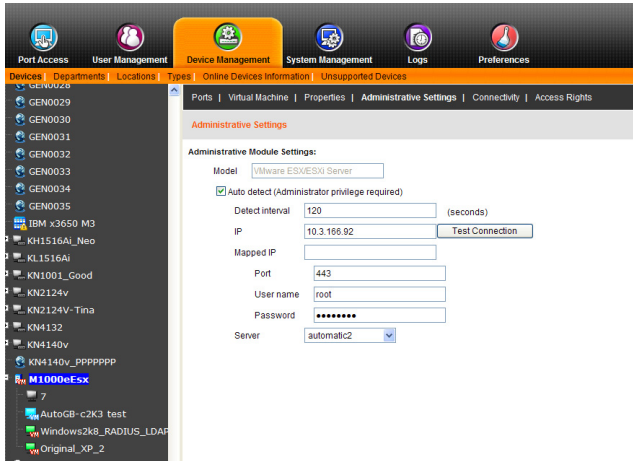 Port Access User Management Device Management System Management Logs Preferences
Devices | Departments | Locations | Types | Online Devices Information | Unsupported Devices
GEN0028
GEN0029
GEN0030
GEN0031
GEN0032
GEN0033
GEN0034
GEN0035
IBM x3650 M3
KH1516Ai_Neo
KL1516Ai
KN1001_Good
KN2124v
KN2124V-Tina
KN4132
KN4140v
KN4140v_PPPPPPP
M1000eEsx
7
AutoGB-c2K3 test
Windows2k8_RADIUS_LDAP
Original_XP_2
Ports | Virtual Machine | Properties | Administrative Settings | Connectivity | Access Rights
Administrative Settings
Administrative Module Settings:
Model VMware ESX/ESXi Server
Auto detect (Administrator privilege required)
Detect interval 120 (seconds)
IP 10.3.166.92 Test Connection
Mapped IP
Port 443
User name root
Password ••••••••
Server automatic2